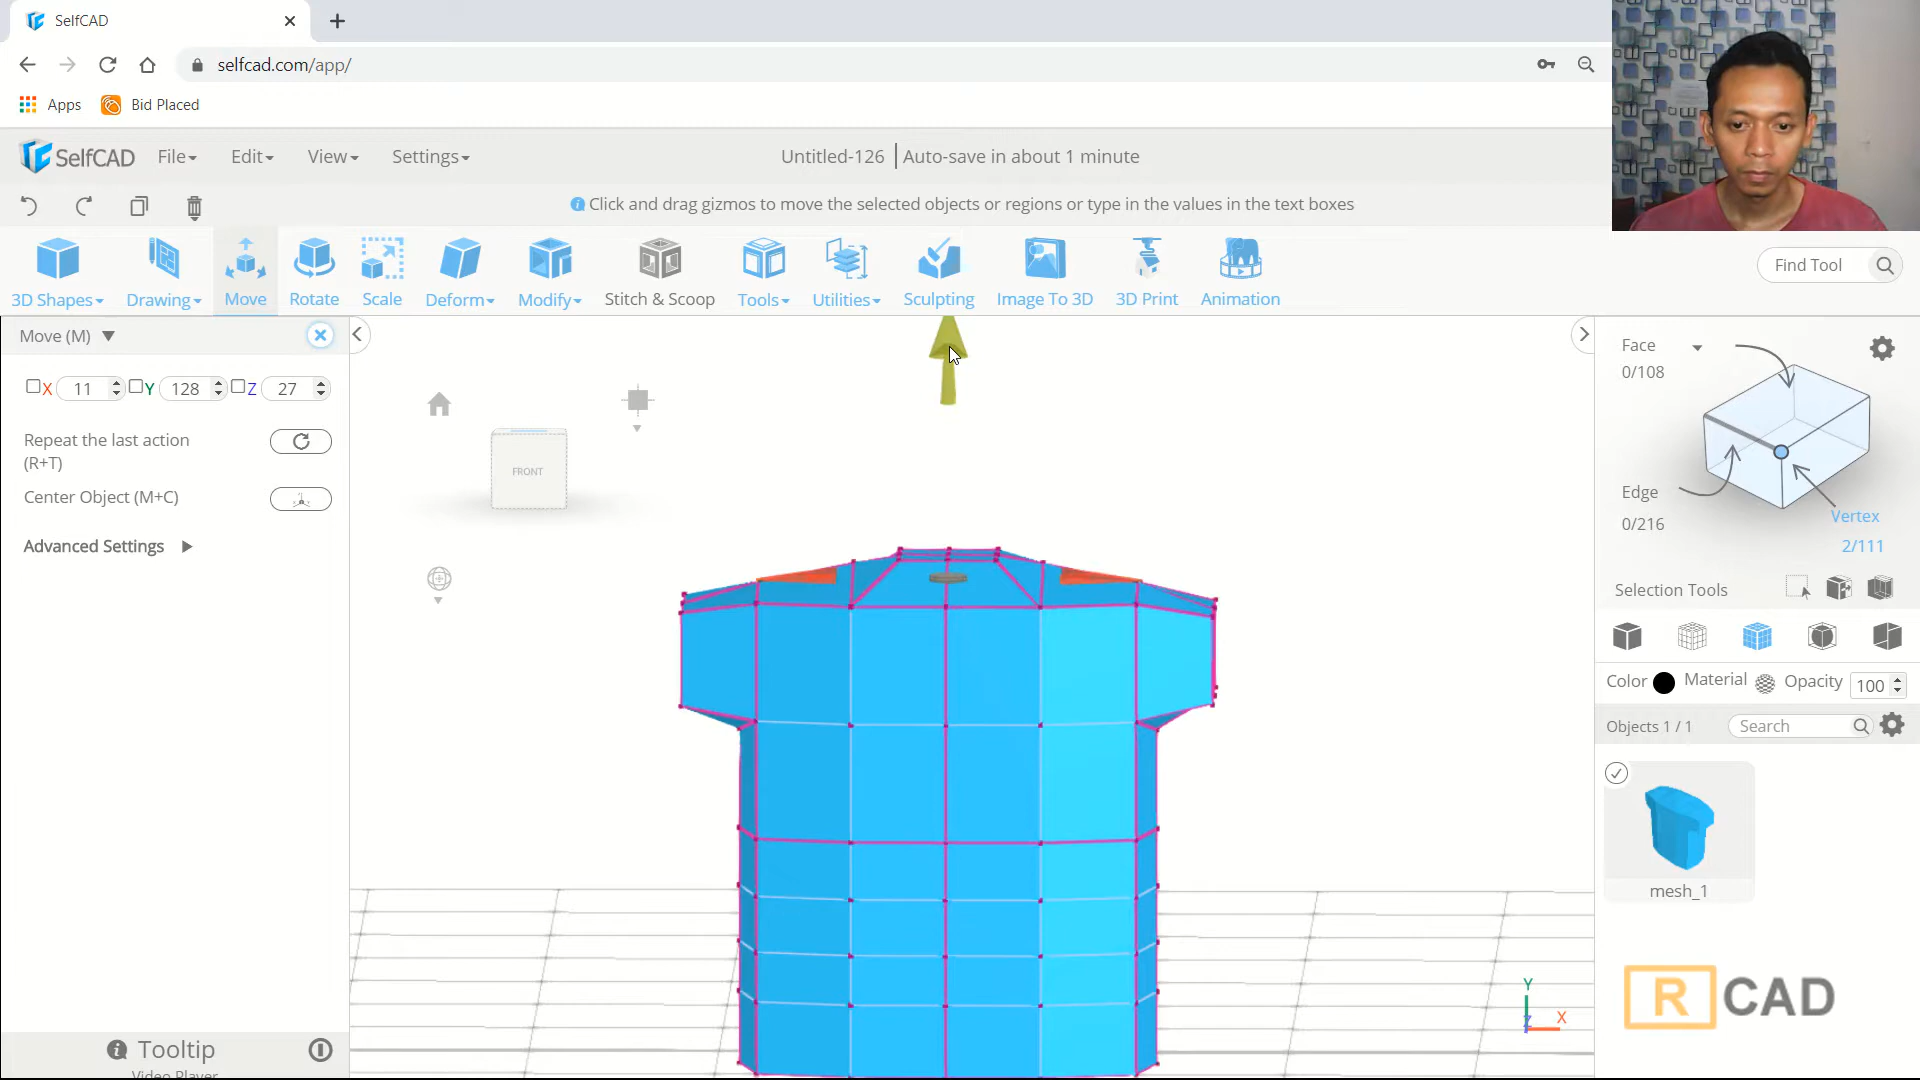 SelfCAD
selfcad.com/app/
Apps
Bid Placed
SelfCAD
File
Edit
View
Settings
Untitled-126
Auto-save in about 1 minute
Click and drag gizmos to move the selected objects or regions or type in the values in the text boxes
3D Shapes
Drawing
Move
Rotate
Scale
Deform
Modify
Stitch & Scoop
Tools
Utilities
Sculpting
Image To 3D
3D Print
Animation
Find Tool
Move (M)
X 11 Y 128 Z 27
Repeat the last action
(R+T)
Center Object (M+C)
Advanced Settings
Tooltip
Video Player
FRONT
Y
Z
X
Face
0/108
Edge
0/216
Vertex
2/111
Selection Tools
Color
Material
Opacity
100
Objects 1 / 1
Search
mesh_1
R CAD